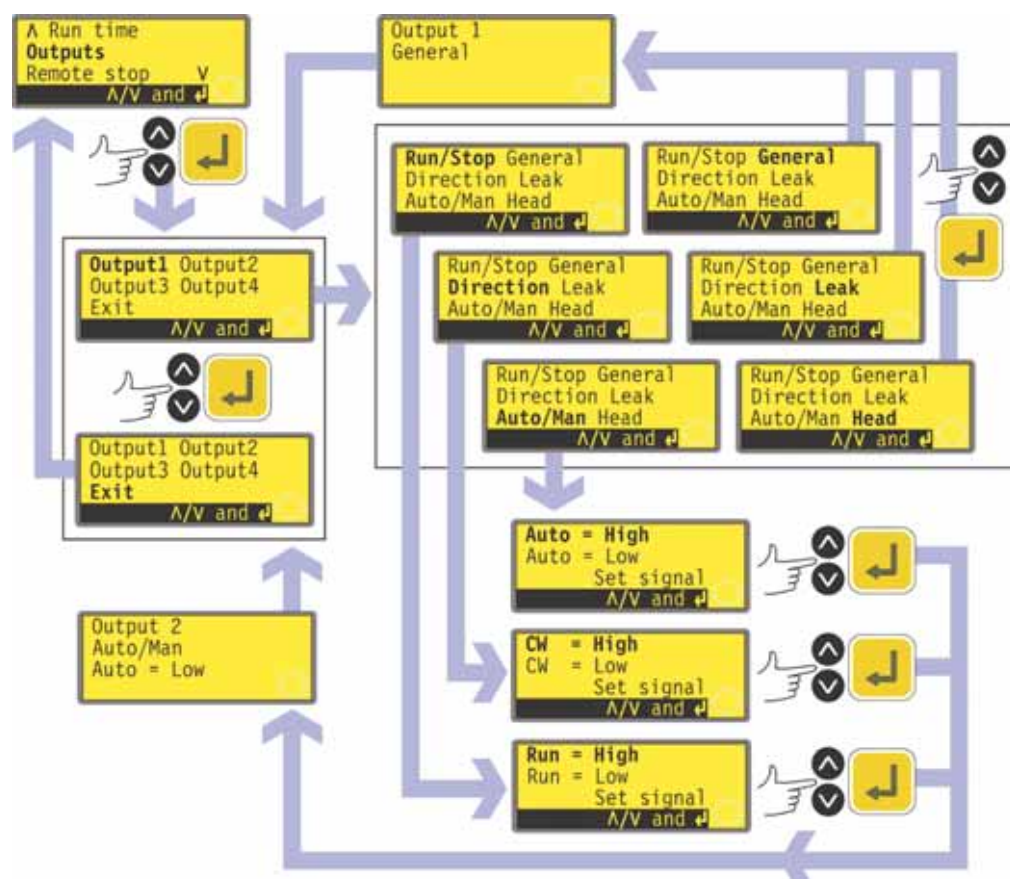 Λ Run time
Outputs
Remote stop V
Λ/V and ↵
Output 1
General
Run/Stop General
Direction Leak
Auto/Man Head
Λ/V and ↵
Run/Stop General
Direction Leak
Auto/Man Head
Λ/V and ↵
Output1 Output2
Output3 Output4
Exit
Λ/V and ↵
Run/Stop General
Direction Leak
Auto/Man Head
Λ/V and ↵
Run/Stop General
Direction Leak
Auto/Man Head
Λ/V and ↵
Run/Stop General
Direction Leak
Auto/Man Head
Λ/V and ↵
Run/Stop General
Direction Leak
Auto/Man Head
Λ/V and ↵
Output1 Output2
Output3 Output4
Exit
Λ/V and ↵
Auto = High
Auto = Low
Set signal
Λ/V and ↵
Output 2
Auto/Man
Auto = Low
CW = High
CW = Low
Set signal
Λ/V and ↵
Run = High
Run = Low
Set signal
Λ/V and ↵